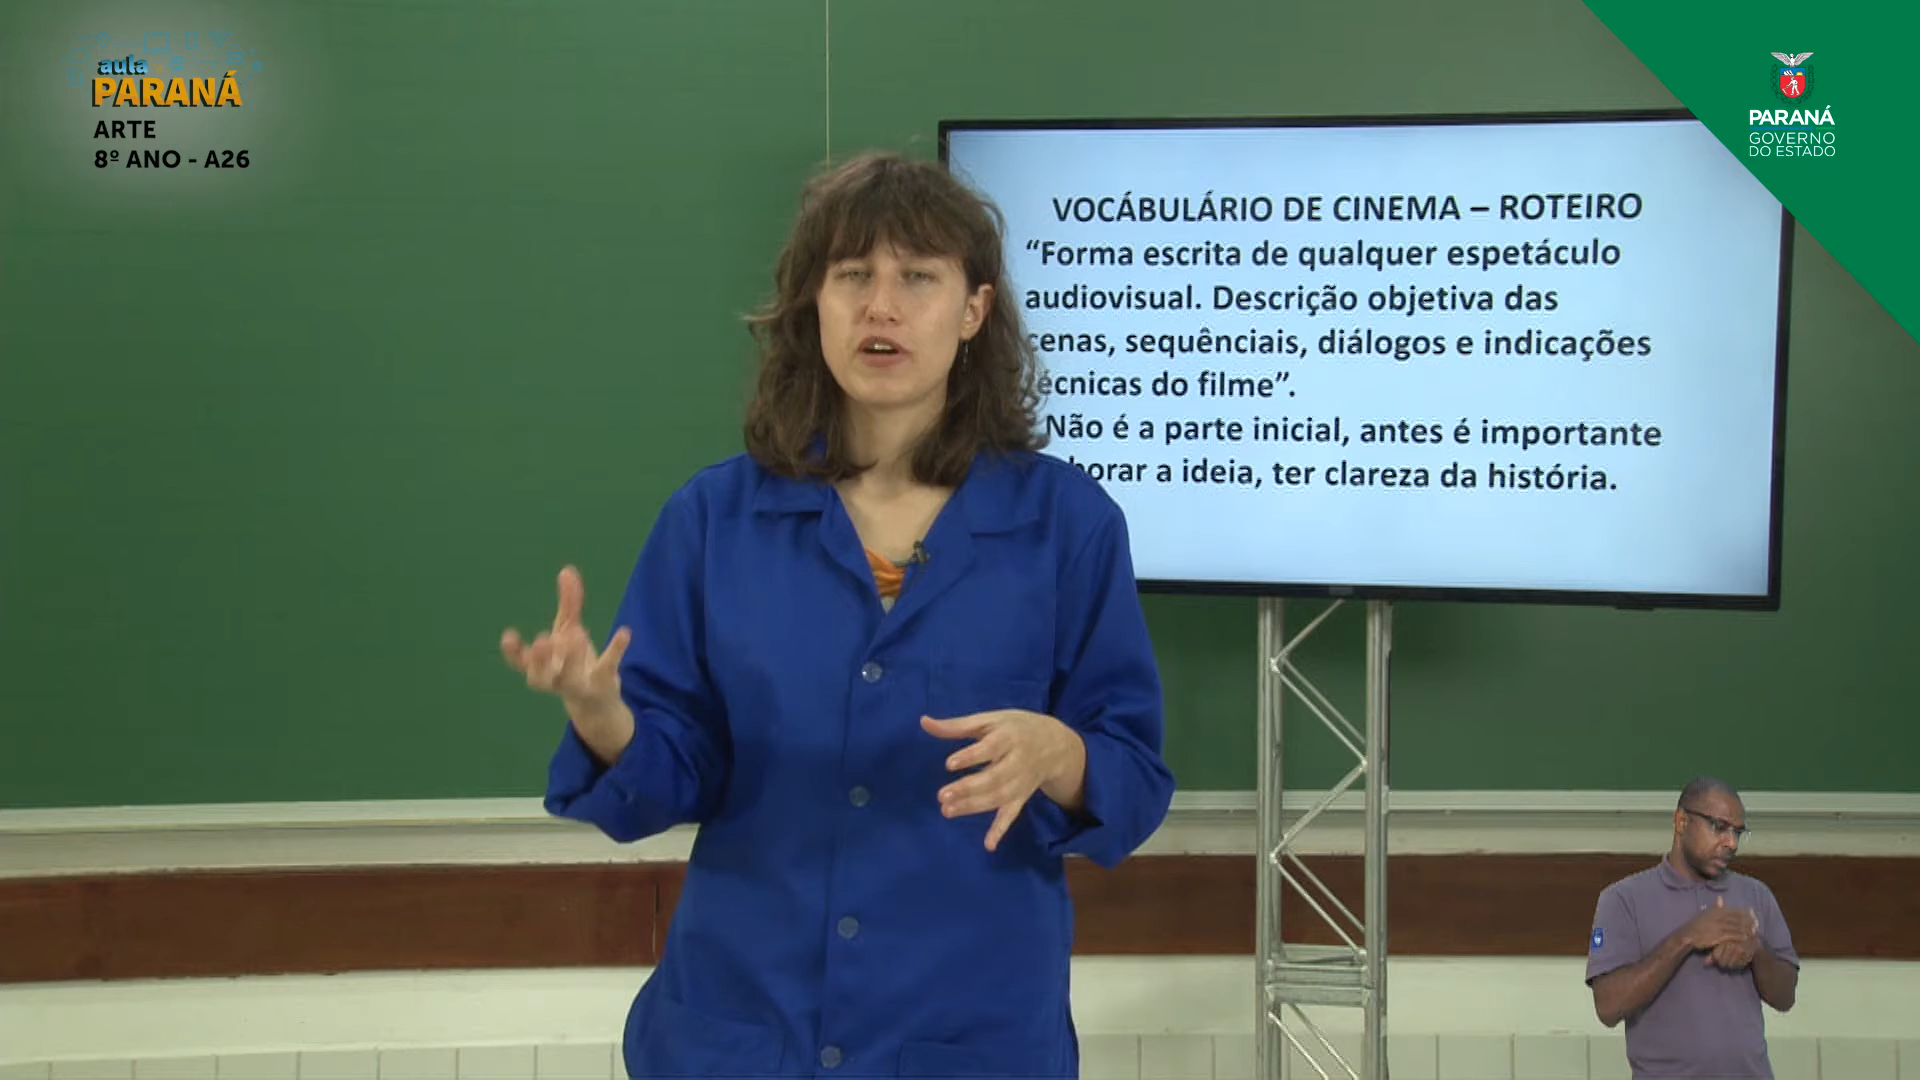 aula
PARANÁ
ARTE
8º ANO - A26
PARANÁ
GOVERNO
DO ESTADO
VOCÁBULÁRIO DE CINEMA – ROTEIRO
“Forma escrita de qualquer espetáculo
audiovisual. Descrição objetiva das
cenas, sequênciais, diálogos e indicações
écnicas do filme”.
Não é a parte inicial, antes é importante
orar a ideia, ter clareza da história.